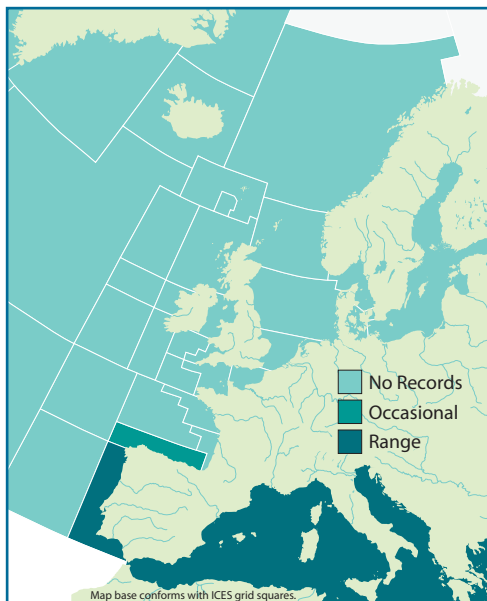 No Records
Occasional
Range
Map base conforms with ICES grid squares.